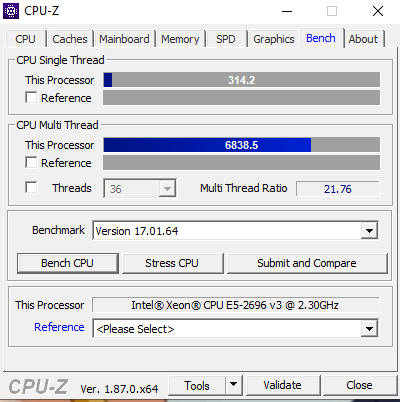 CPU-Z
CPU Caches Mainboard Memory SPD Graphics Bench About
CPU Single Thread
This Processor 314.2
Reference
CPU Multi Thread
This Processor 6838.5
Reference
Threads 36 Multi Thread Ratio 21.76
Benchmark Version 17.01.64
Bench CPU Stress CPU Submit and Compare
This Processor Intel® Xeon® CPU E5-2696 v3 @ 2.30GHz
Reference <Please Select>
CPU-Z Ver. 1.87.0.x64 Tools Validate Close